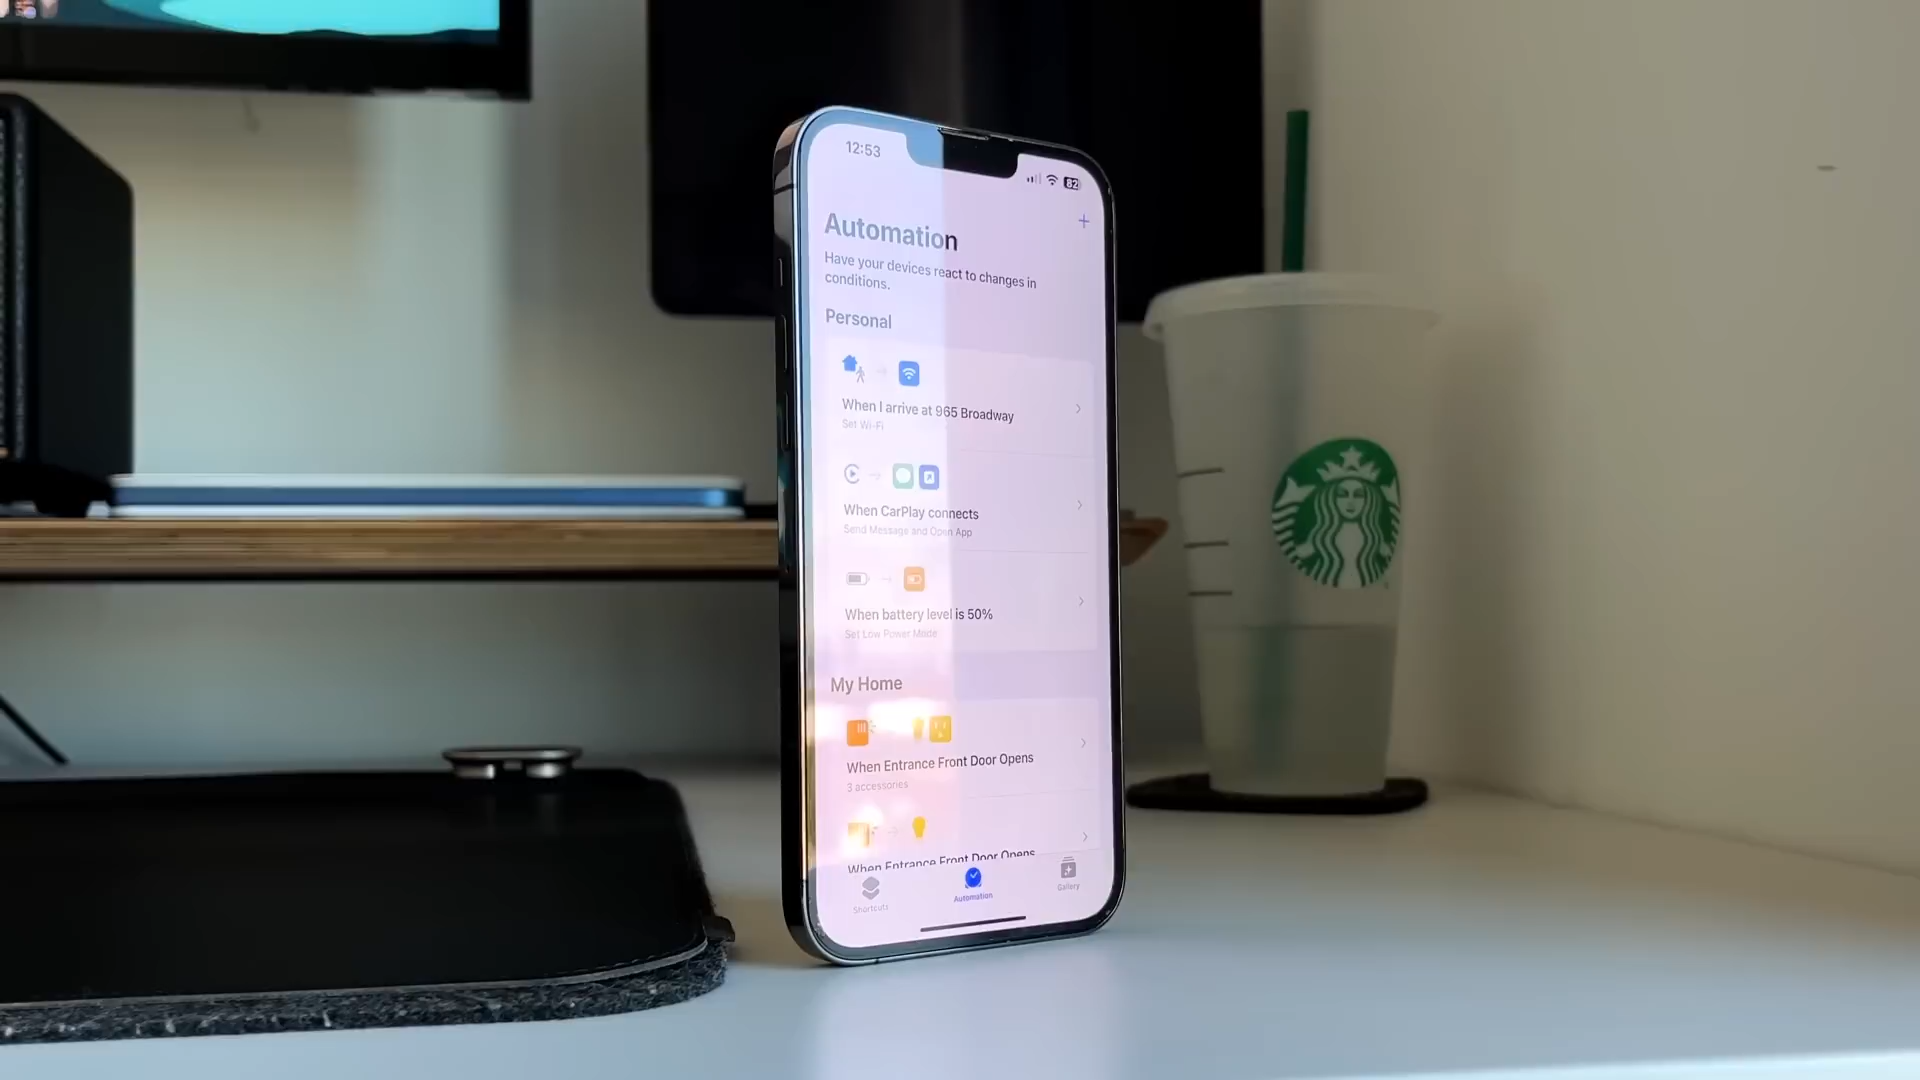 12:53
82
Automation
Have your devices react to changes in
conditions.
Personal
When I arrive at 965 Broadway
Set Wi-Fi
When CarPlay connects
Send Message and Open App
When battery level is 50%
Set Low Power Mode
My Home
When Entrance Front Door Opens
3 accessories
When Entrance Front Door Opens
Shortcuts
Automation
Gallery